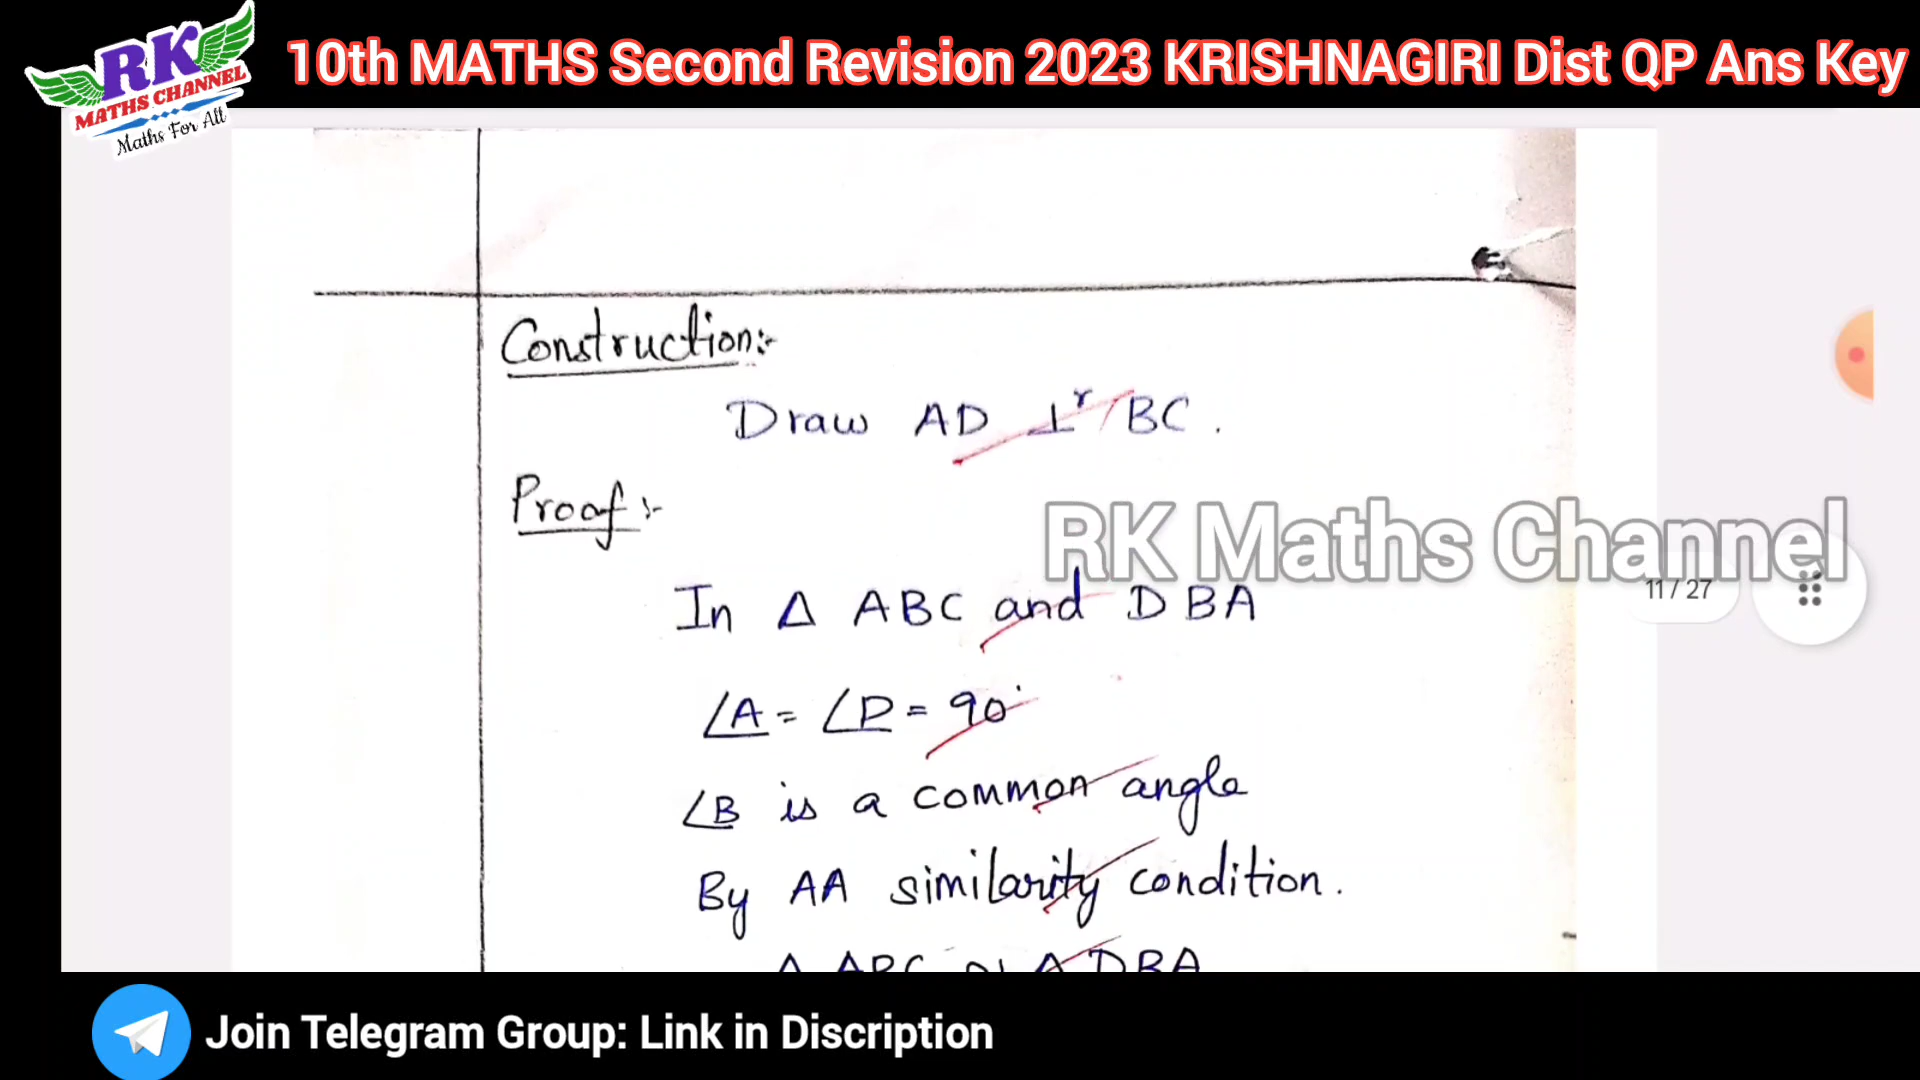 RK
MATHS CHANNEL
Maths For All
10th MATHS Second Revision 2023 KRISHNAGIRI Dist QP Ans Key
Construction:-
Draw AD ⊥r BC.
Proof:-
RK Maths Channel
11 / 27
In Δ ABC and DBA
∠A = ∠D = 90°
∠B is a common angle
By AA similarity condition.
Δ ABC ~ Δ DBA
Join Telegram Group: Link in Discription